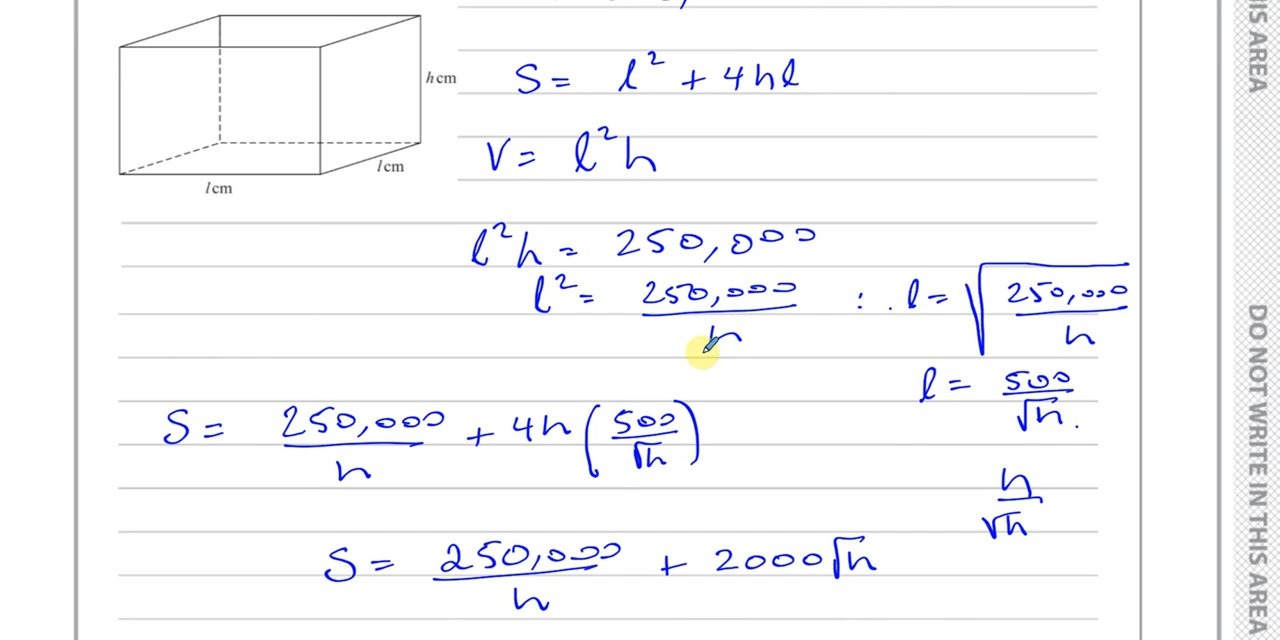 h cm
S = l² + 4hl
V = l²h
l cm
l cm
l²h = 250,000
l² = 250,000/h ∴ l = √(250,000/h)
l = 500/√h.
S = 250,000/h + 4h (500/√h)
h/√h
S = 250,000/h + 2000√h
IS AREA
DO NOT WRITE IN THIS AREA